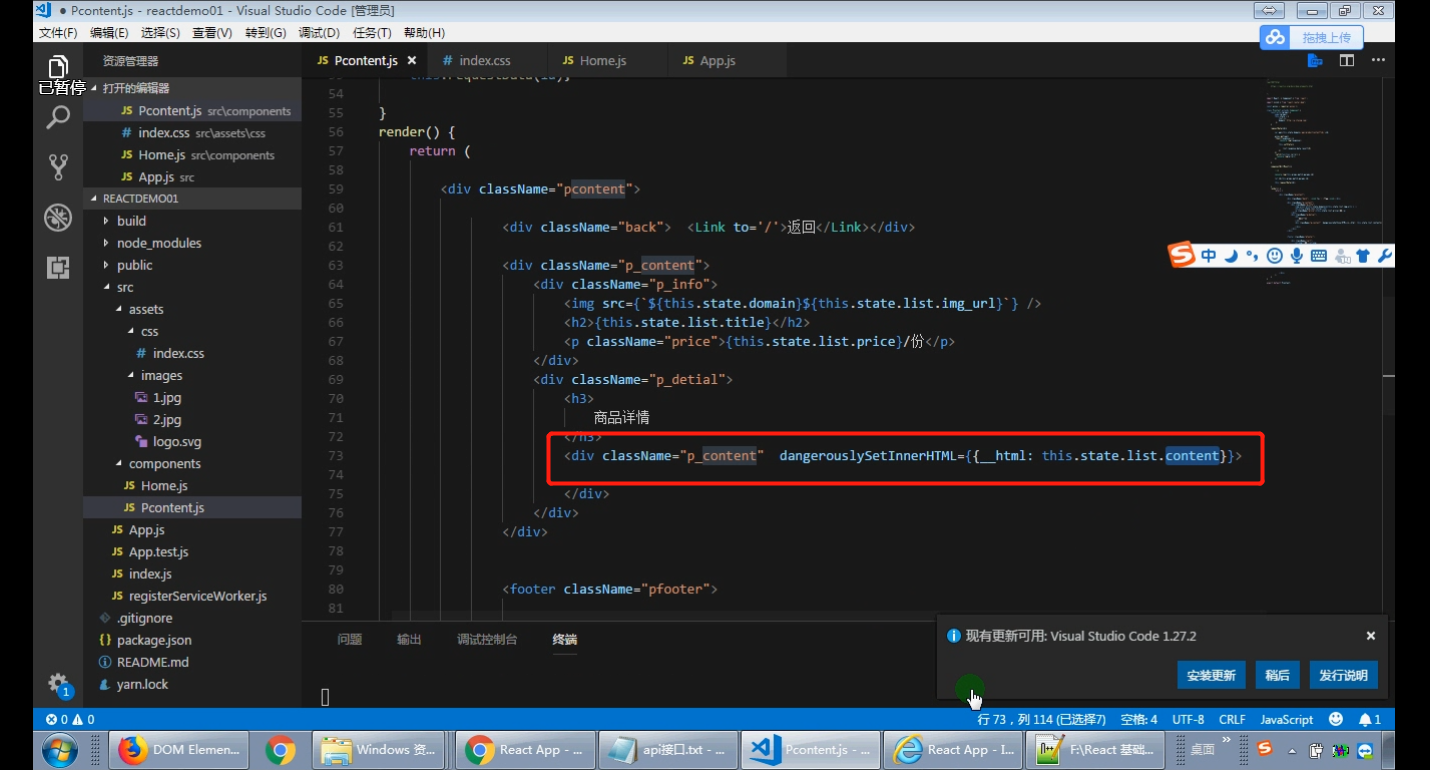 Pcontent.js - reactdemo01 - Visual Studio Code [管理员]
文件(F) 编辑(E) 选择(S) 查看(V) 转到(G) 调试(D) 任务(T) 帮助(H)
拖拽上传
资源管理器
JS Pcontent.js
# index.css
JS Home.js
JS App.js
已暂停
打开的编辑器
JS Pcontent.js src\components
# index.css src\assets\css
JS Home.js src\components
JS App.js src
REACTDEMO01
build
node_modules
public
src
assets
css
# index.css
images
1.jpg
2.jpg
logo.svg
components
JS Home.js
JS Pcontent.js
JS App.js
JS App.test.js
JS index.js
JS registerServiceWorker.js
.gitignore
{} package.json
README.md
yarn.lock
1
54
55 }
56 render() {
57 return (
58
59 <div className="pcontent">
60
61 <div className="back"> <Link to='/'>返回</Link></div>
62
63 <div className="p_content">
64 <div className="p_info">
65 <img src={`${this.state.domain}${this.state.list.img_url}`} />
66 <h2>{this.state.list.title}</h2>
67 <p className="price">{this.state.list.price}/份</p>
68 </div>
69 <div className="p_detial">
70 <h3>
71 商品详情
72 </h3>
73 <div className="p_content" dangerouslySetInnerHTML={{__html: this.state.list.content}}>
74
75 </div>
76 </div>
77 </div>
78
79
80 <footer className="pfooter">
81
中
问题 输出 调试控制台 终端
现有更新可用: Visual Studio Code 1.27.2
安装更新 稍后 发行说明
0 0
行 73，列 114 (已选择7) 空格: 4 UTF-8 CRLF JavaScript 1
DOM Elemen...
Windows 资...
React App - ...
api接口.txt - ...
Pcontent.js - ...
React App - I...
F:\React 基础...
桌面